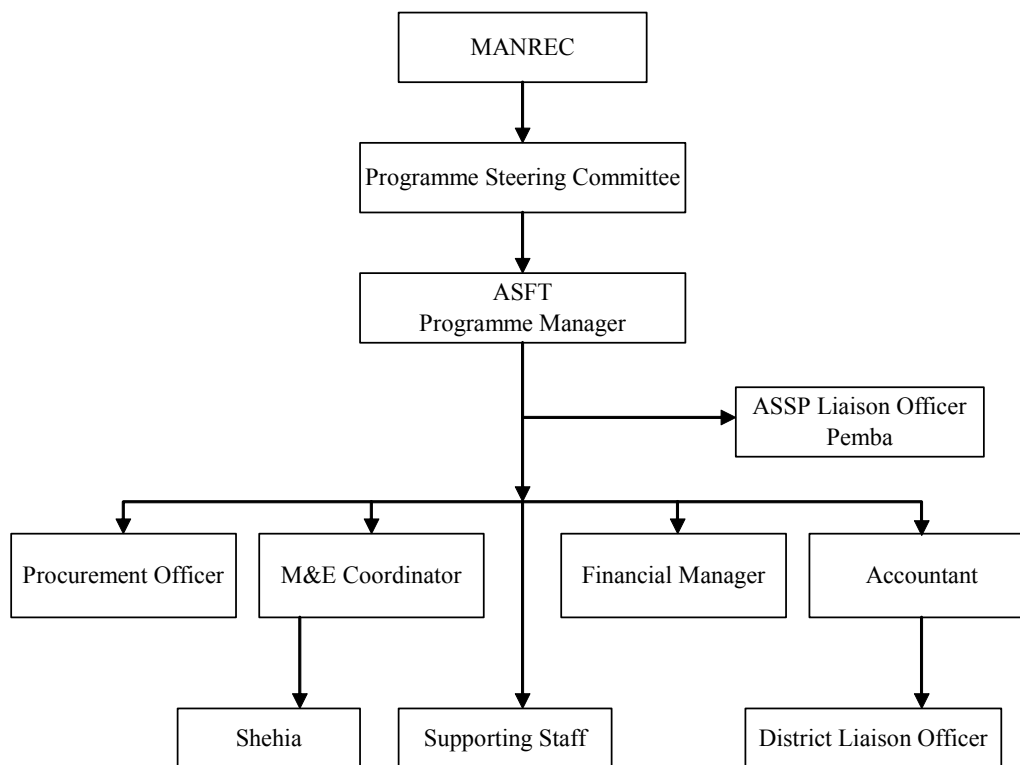 MANREC
Programme Steering Committee
ASFT
Programme Manager
ASSP Liaison Officer
Pemba
Procurement Officer
M&E Coordinator
Financial Manager
Accountant
Shehia
Supporting Staff
District Liaison Officer